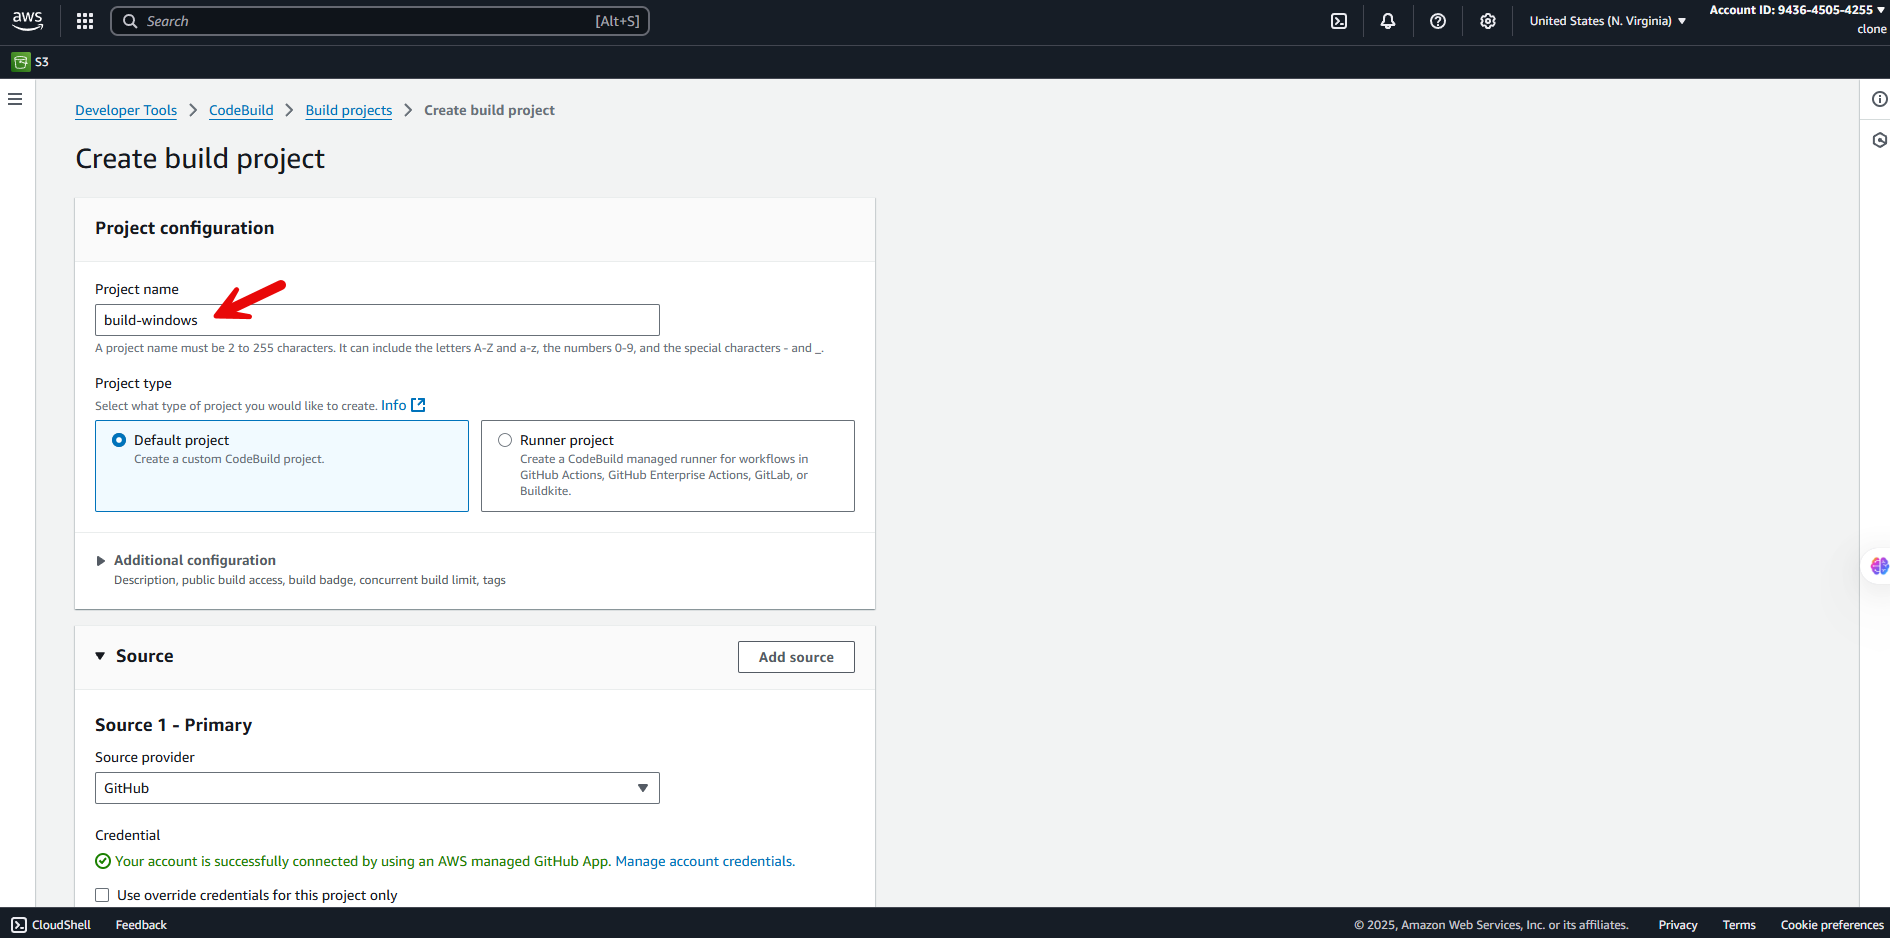 aws
Search
[Alt+S]
United States (N. Virginia)
Account ID: 9436-4505-4255
clone
S3
Developer Tools
CodeBuild
Build projects
Create build project
Create build project
Project configuration
Project name
build-windows
A project name must be 2 to 255 characters. It can include the letters A-Z and a-z, the numbers 0-9, and the special characters - and _.
Project type
Select what type of project you would like to create. Info
Default project
Create a custom CodeBuild project.
Runner project
Create a CodeBuild managed runner for workflows in
GitHub Actions, GitHub Enterprise Actions, GitLab, or
Buildkite.
Additional configuration
Description, public build access, build badge, concurrent build limit, tags
Source
Add source
Source 1 - Primary
Source provider
GitHub
Credential
Your account is successfully connected by using an AWS managed GitHub App. Manage account credentials.
Use override credentials for this project only
CloudShell
Feedback
© 2025, Amazon Web Services, Inc. or its affiliates.
Privacy
Terms
Cookie preferences